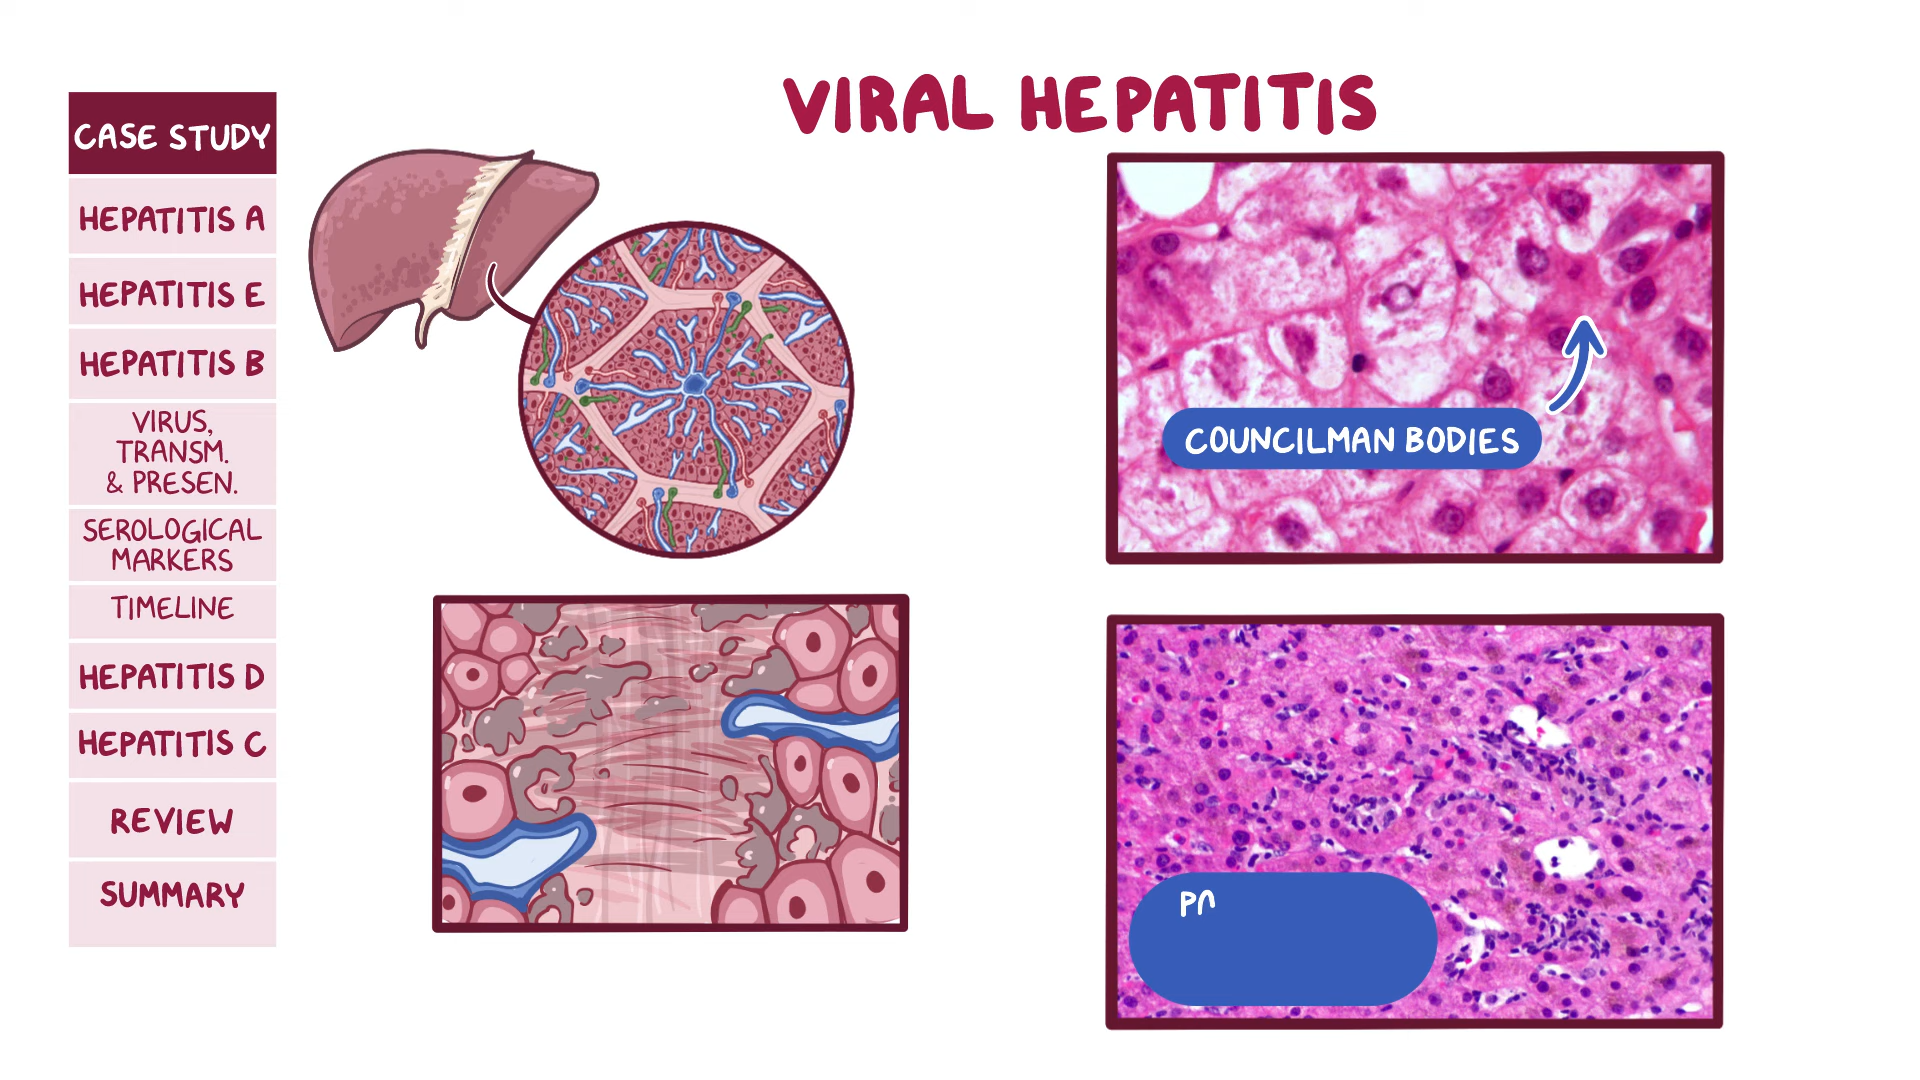 VIRAL HEPATITIS
CASE STUDY
HEPATITIS A
HEPATITIS E
HEPATITIS B
VIRUS,
TRANSM.
& PRESEN.
SEROLOGICAL
MARKERS
TIMELINE
HEPATITIS D
HEPATITIS C
REVIEW
SUMMARY
COUNCILMAN BODIES